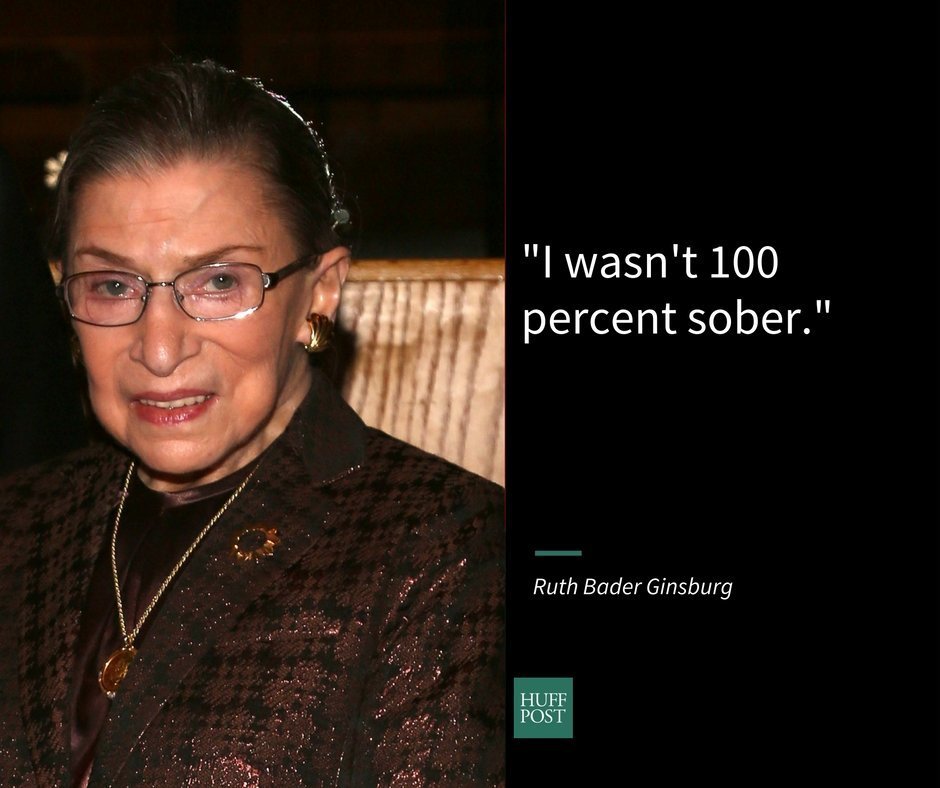 "I wasn't 100
percent sober."
Ruth Bader Ginsburg
HUFF
POST